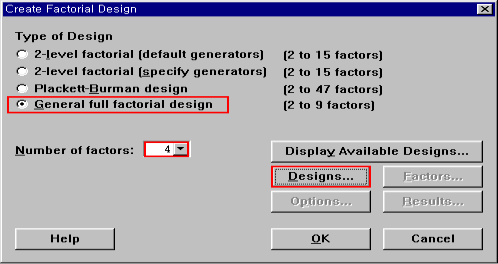 Create Factorial Design
Type of Design
2-level factorial (default generators) (2 to 15 factors)
2-level factorial (specify generators) (2 to 15 factors)
Plackett-Burman design (2 to 47 factors)
General full factorial design (2 to 9 factors)
Number of factors: 4
Display Available Designs...
Designs... Factors...
Options... Results...
Help OK Cancel